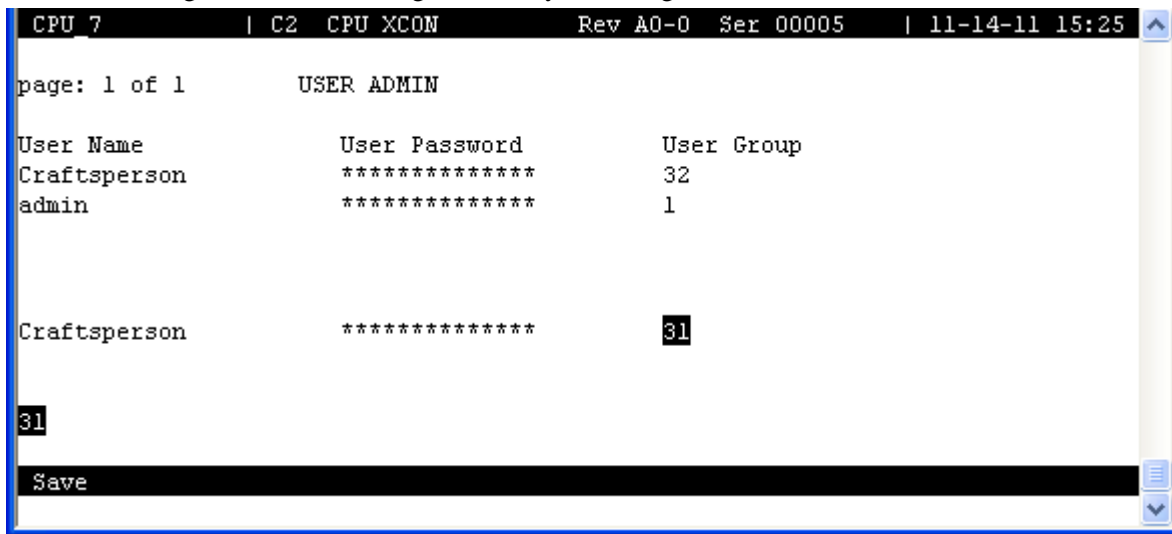 CPU_7 | C2 CPU XCON Rev A0-0 Ser 00005 | 11-14-11 15:25
page: 1 of 1 USER ADMIN
User Name User Password User Group
Craftsperson ************** 32
admin ************** 1
Craftsperson ************** 31
31
Save